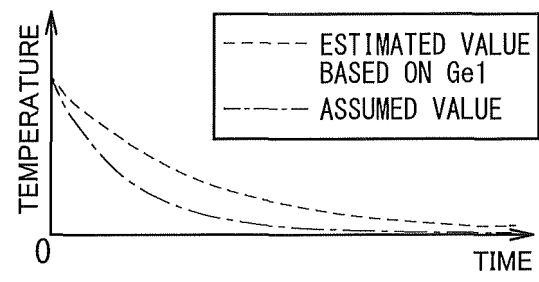 TEMPERATURE
ESTIMATED VALUE
BASED ON Ge1
ASSUMED VALUE
0
TIME